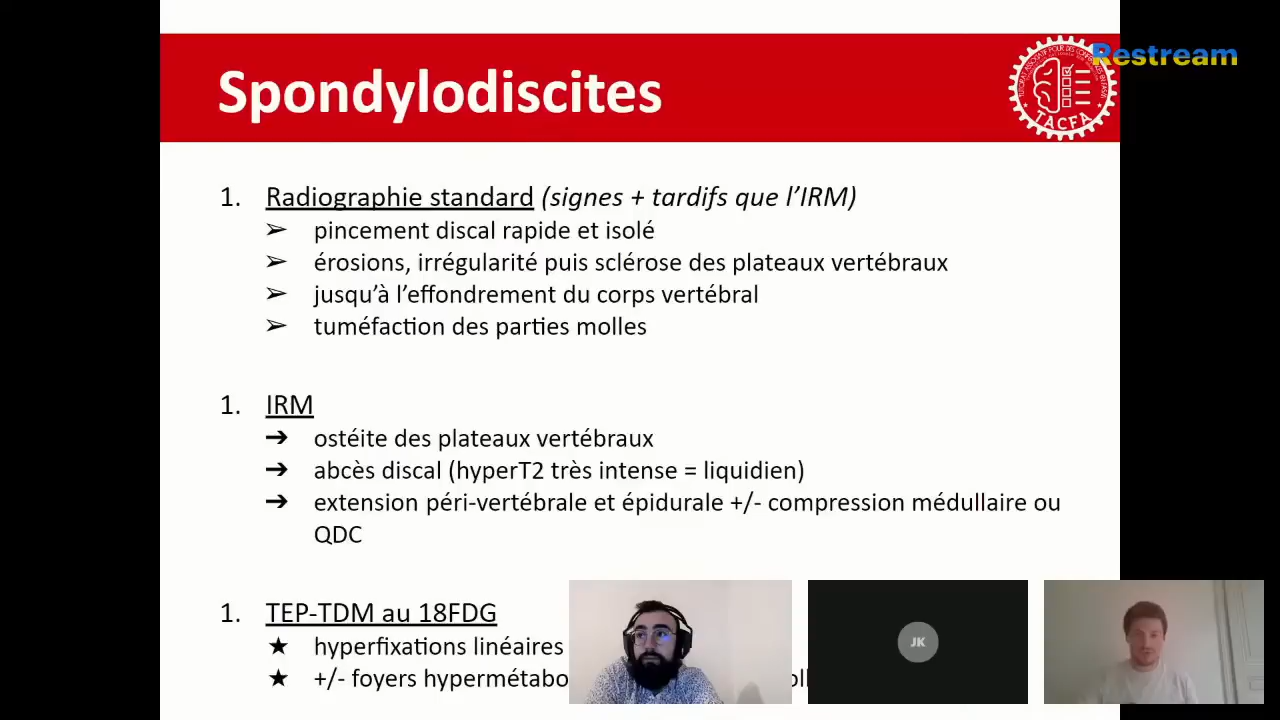 Restream
Spondylodiscites
TACFA
1. Radiographie standard (signes + tardifs que l’IRM)
➢ pincement discal rapide et isolé
➢ érosions, irrégularité puis sclérose des plateaux vertébraux
➢ jusqu’à l’effondrement du corps vertébral
➢ tuméfaction des parties molles
1. IRM
➔ ostéite des plateaux vertébraux
➔ abcès discal (hyperT2 très intense = liquidien)
➔ extension péri-vertébrale et épidurale +/- compression médullaire ou
QDC
1. TEP-TDM au 18FDG
★ hyperfixations linéaires
★ +/- foyers
JK